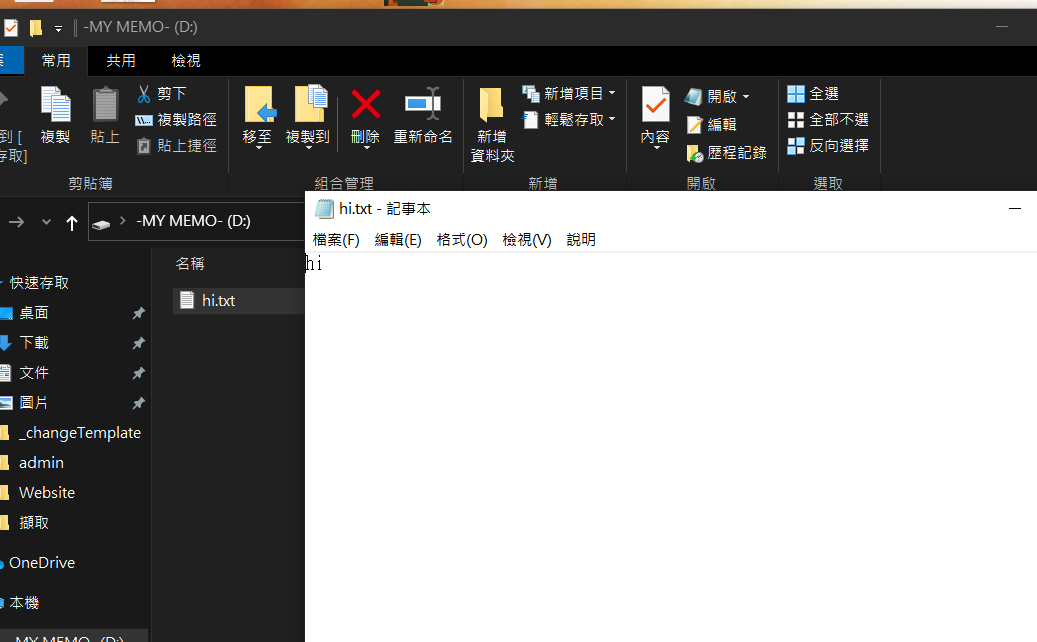 -MY MEMO- (D:)
常用 共用 檢視
剪下
複製路徑
貼上捷徑
複製 貼上
移至 複製到 刪除 重新命名
新增
資料夾
新增項目
輕鬆存取
內容
開啟
編輯
歷程記錄
全選
全部不選
反向選擇
剪貼簿 組合管理 新增 開啟 選取
-MY MEMO- (D:)
hi.txt - 記事本
檔案(F) 編輯(E) 格式(O) 檢視(V) 說明
hi
名稱
hi.txt
快速存取
桌面
下載
文件
圖片
_changeTemplate
admin
Website
擷取
OneDrive
本機
-MY MEMO- (D:)